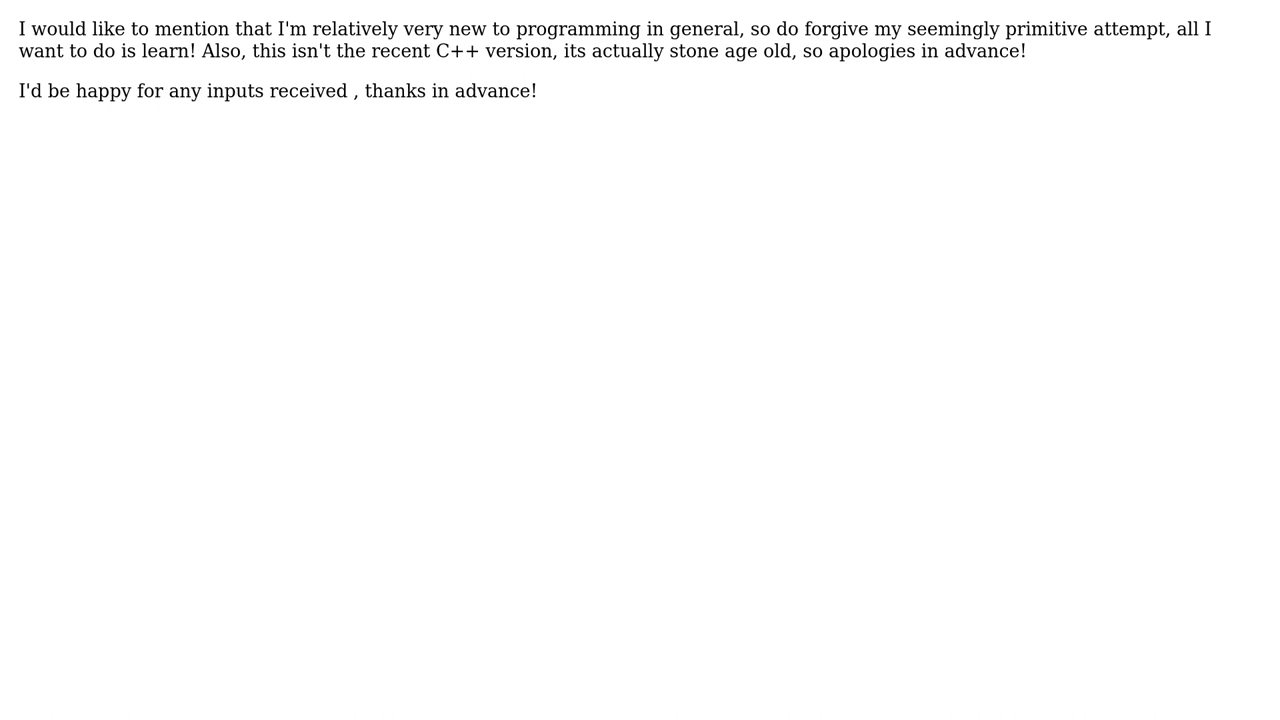 I would like to mention that I'm relatively very new to programming in general, so do forgive my seemingly primitive attempt, all I
want to do is learn! Also, this isn't the recent C++ version, its actually stone age old, so apologies in advance!
I'd be happy for any inputs received , thanks in advance!